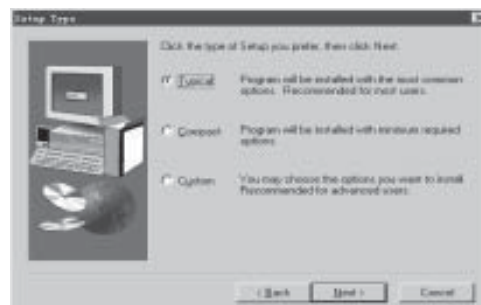 Setup Type
Click the type of Setup you prefer, then click Next.
Typical Program will be installed with the most common
options. Recommended for most users.
Compact Program will be installed with minimum required
options.
Custom You may choose the options you want to install.
Recommended for advanced users.
< Back Next > Cancel